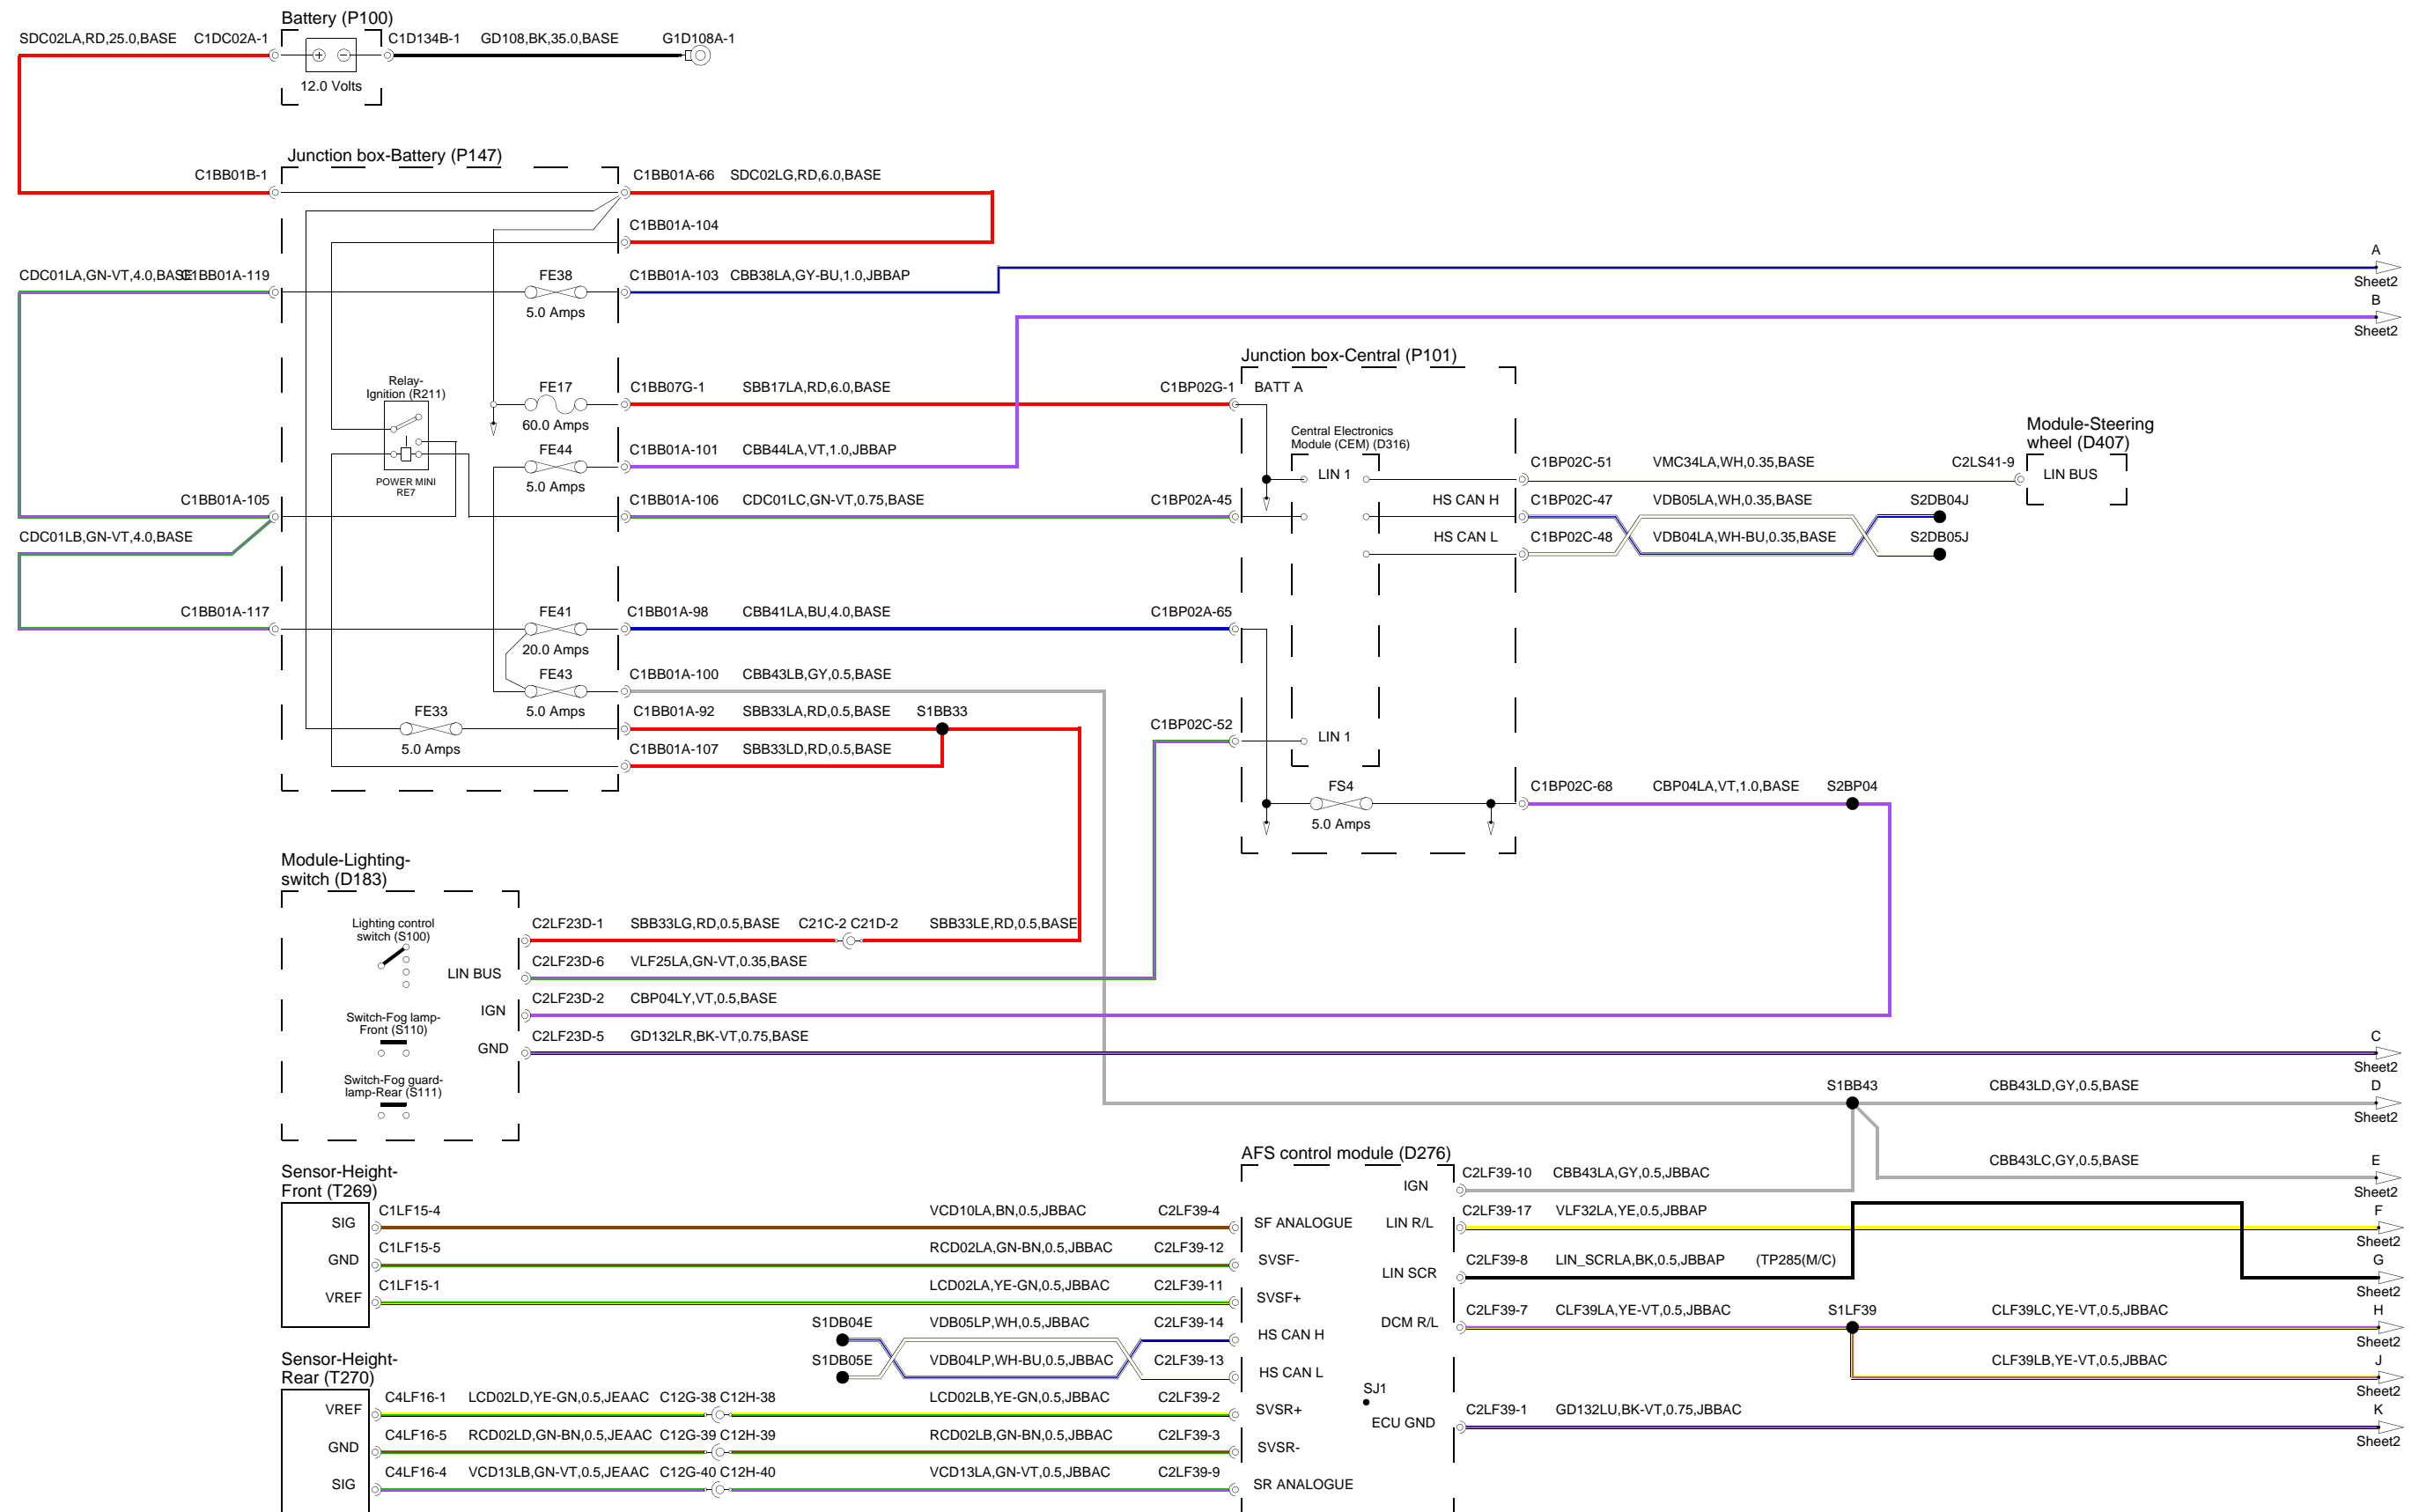 Battery (P100)
SDC02LA,RD,25.0,BASE C1DC02A-1 C1D134B-1 GD108,BK,35.0,BASE G1D108A-1
12.0 Volts
Junction box-Battery (P147)
C1BB01B-1 C1BB01A-66 SDC02LG,RD,6.0,BASE
C1BB01A-104
A
CDC01LA,GN-VT,4.0,BASE C1BB01A-119 FE38 C1BB01A-103 CBB38LA,GY-BU,1.0,JBBAP
Sheet2
5.0 Amps
B
Sheet2
Junction box-Central (P101)
Relay-
Ignition (R211)
FE17 C1BB07G-1 SBB17LA,RD,6.0,BASE C1BP02G-1 BATT A
60.0 Amps
Central Electronics
Module (CEM) (D316)
Module-Steering
wheel (D407)
FE44 C1BB01A-101 CBB44LA,VT,1.0,JBBAP
LIN 1 C1BP02C-51 VMC34LA,WH,0.35,BASE C2LS41-9 LIN BUS
POWER MINI
RE7
5.0 Amps
C1BB01A-105 C1BB01A-106 CDC01LC,GN-VT,0.75,BASE C1BP02A-45 HS CAN H C1BP02C-47 VDB05LA,WH,0.35,BASE S2DB04J
CDC01LB,GN-VT,4.0,BASE HS CAN L C1BP02C-48 VDB04LA,WH-BU,0.35,BASE S2DB05J
C1BB01A-117 FE41 C1BB01A-98 CBB41LA,BU,4.0,BASE C1BP02A-65
20.0 Amps
FE43 C1BB01A-100 CBB43LB,GY,0.5,BASE
5.0 Amps
FE33 C1BB01A-92 SBB33LA,RD,0.5,BASE S1BB33
5.0 Amps
C1BP02C-52 LIN 1
C1BB01A-107 SBB33LD,RD,0.5,BASE
FS4 C1BP02C-68 CBP04LA,VT,1.0,BASE S2BP04
5.0 Amps
Module-Lighting-
switch (D183)
Lighting control
switch (S100)
C2LF23D-1 SBB33LG,RD,0.5,BASE C21C-2 C21D-2 SBB33LE,RD,0.5,BASE
LIN BUS C2LF23D-6 VLF25LA,GN-VT,0.35,BASE
IGN C2LF23D-2 CBP04LY,VT,0.5,BASE
Switch-Fog lamp-
Front (S110)
GND C2LF23D-5 GD132LR,BK-VT,0.75,BASE C
Sheet2
Switch-Fog guard-
lamp-Rear (S111)
S1BB43 CBB43LD,GY,0.5,BASE D
Sheet2
AFS control module (D276)
Sensor-Height-
Front (T269)
IGN C2LF39-10 CBB43LA,GY,0.5,JBBAC CBB43LC,GY,0.5,BASE E
Sheet2
SIG C1LF15-4 VCD10LA,BN,0.5,JBBAC C2LF39-4 SF ANALOGUE LIN R/L C2LF39-17 VLF32LA,YE,0.5,JBBAP F
Sheet2
GND C1LF15-5 RCD02LA,GN-BN,0.5,JBBAC C2LF39-12 SVSF- LIN SCR C2LF39-8 LIN_SCRLA,BK,0.5,JBBAP (TP285(M/C) G
Sheet2
VREF C1LF15-1 LCD02LA,YE-GN,0.5,JBBAC C2LF39-11 SVSF+
DCM R/L C2LF39-7 CLF39LA,YE-VT,0.5,JBBAC S1LF39 CLF39LC,YE-VT,0.5,JBBAC H
Sheet2
S1DB04E VDB05LP,WH,0.5,JBBAC C2LF39-14 HS CAN H
S1DB05E VDB04LP,WH-BU,0.5,JBBAC C2LF39-13 HS CAN L
CLF39LB,YE-VT,0.5,JBBAC J
Sheet2
Sensor-Height-
Rear (T270)
SJ1
VREF C4LF16-1 LCD02LD,YE-GN,0.5,JEAAC C12G-38 C12H-38 LCD02LB,YE-GN,0.5,JBBAC C2LF39-2 SVSR+
ECU GND C2LF39-1 GD132LU,BK-VT,0.75,JBBAC K
Sheet2
GND C4LF16-5 RCD02LD,GN-BN,0.5,JEAAC C12G-39 C12H-39 RCD02LB,GN-BN,0.5,JBBAC C2LF39-3 SVSR-
SIG C4LF16-4 VCD13LB,GN-VT,0.5,JEAAC C12G-40 C12H-40 VCD13LA,GN-VT,0.5,JBBAC C2LF39-9 SR ANALOGUE